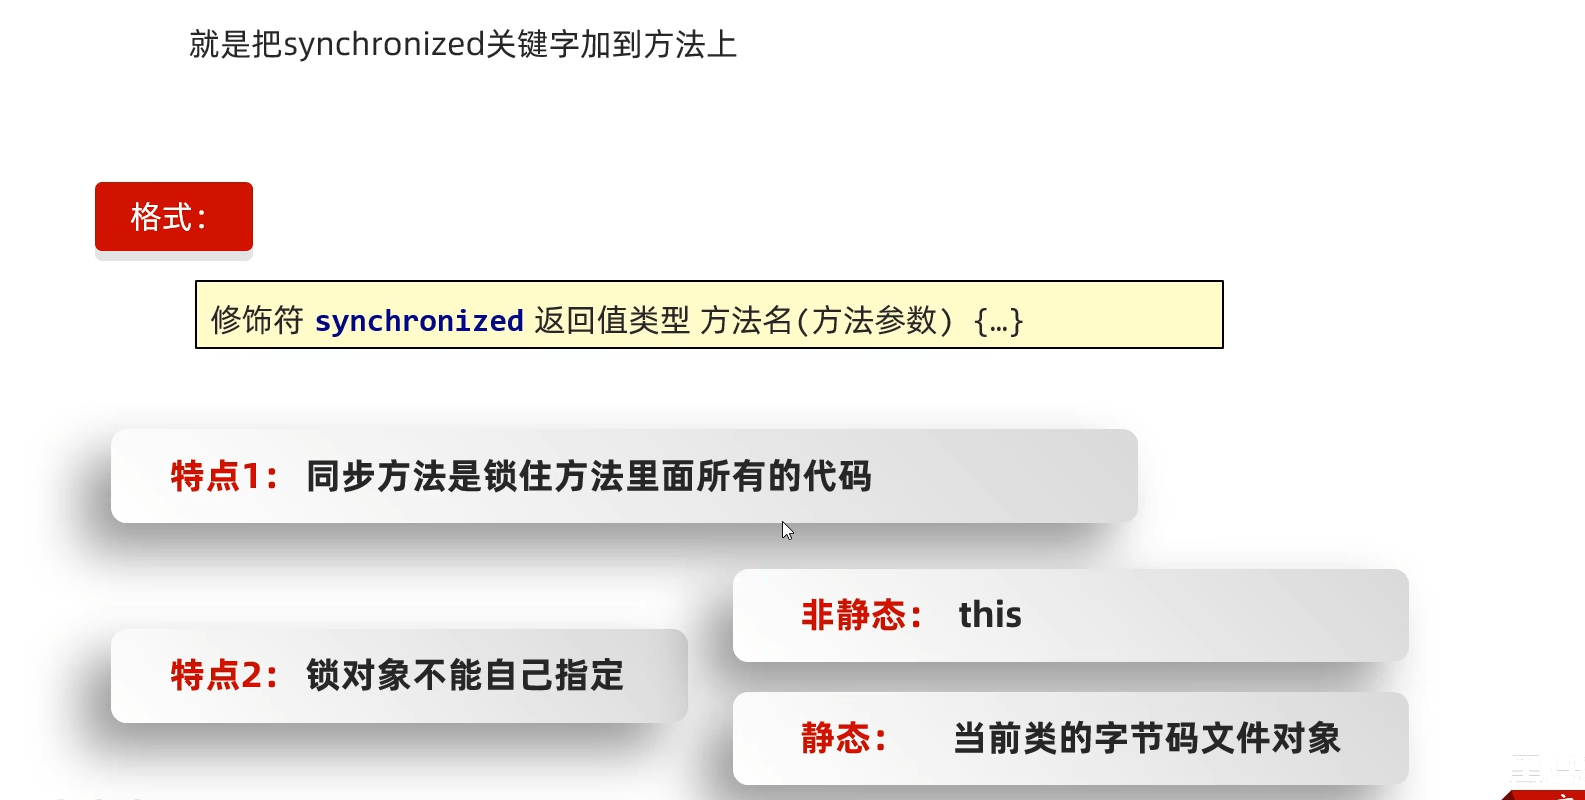 就是把synchronized关键字加到方法上
格式：
修饰符 synchronized 返回值类型 方法名(方法参数) {…}
特点1： 同步方法是锁住方法里面所有的代码
非静态： this
特点2： 锁对象不能自己指定
静态： 当前类的字节码文件对象